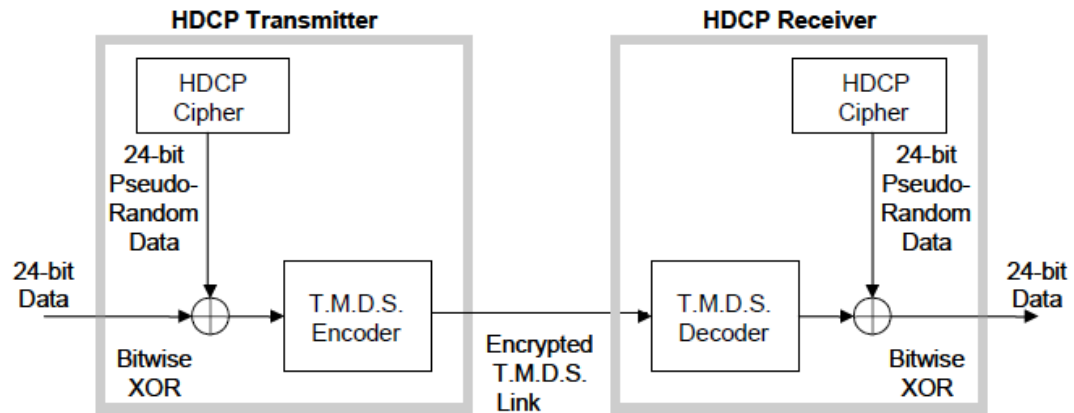 HDCP Transmitter
HDCP Receiver
HDCP
Cipher
HDCP
Cipher
24-bit
Pseudo-
Random
Data
24-bit
Pseudo-
Random
Data
24-bit
Data
T.M.D.S.
Encoder
T.M.D.S.
Decoder
24-bit
Data
Bitwise
XOR
Encrypted
T.M.D.S.
Link
Bitwise
XOR